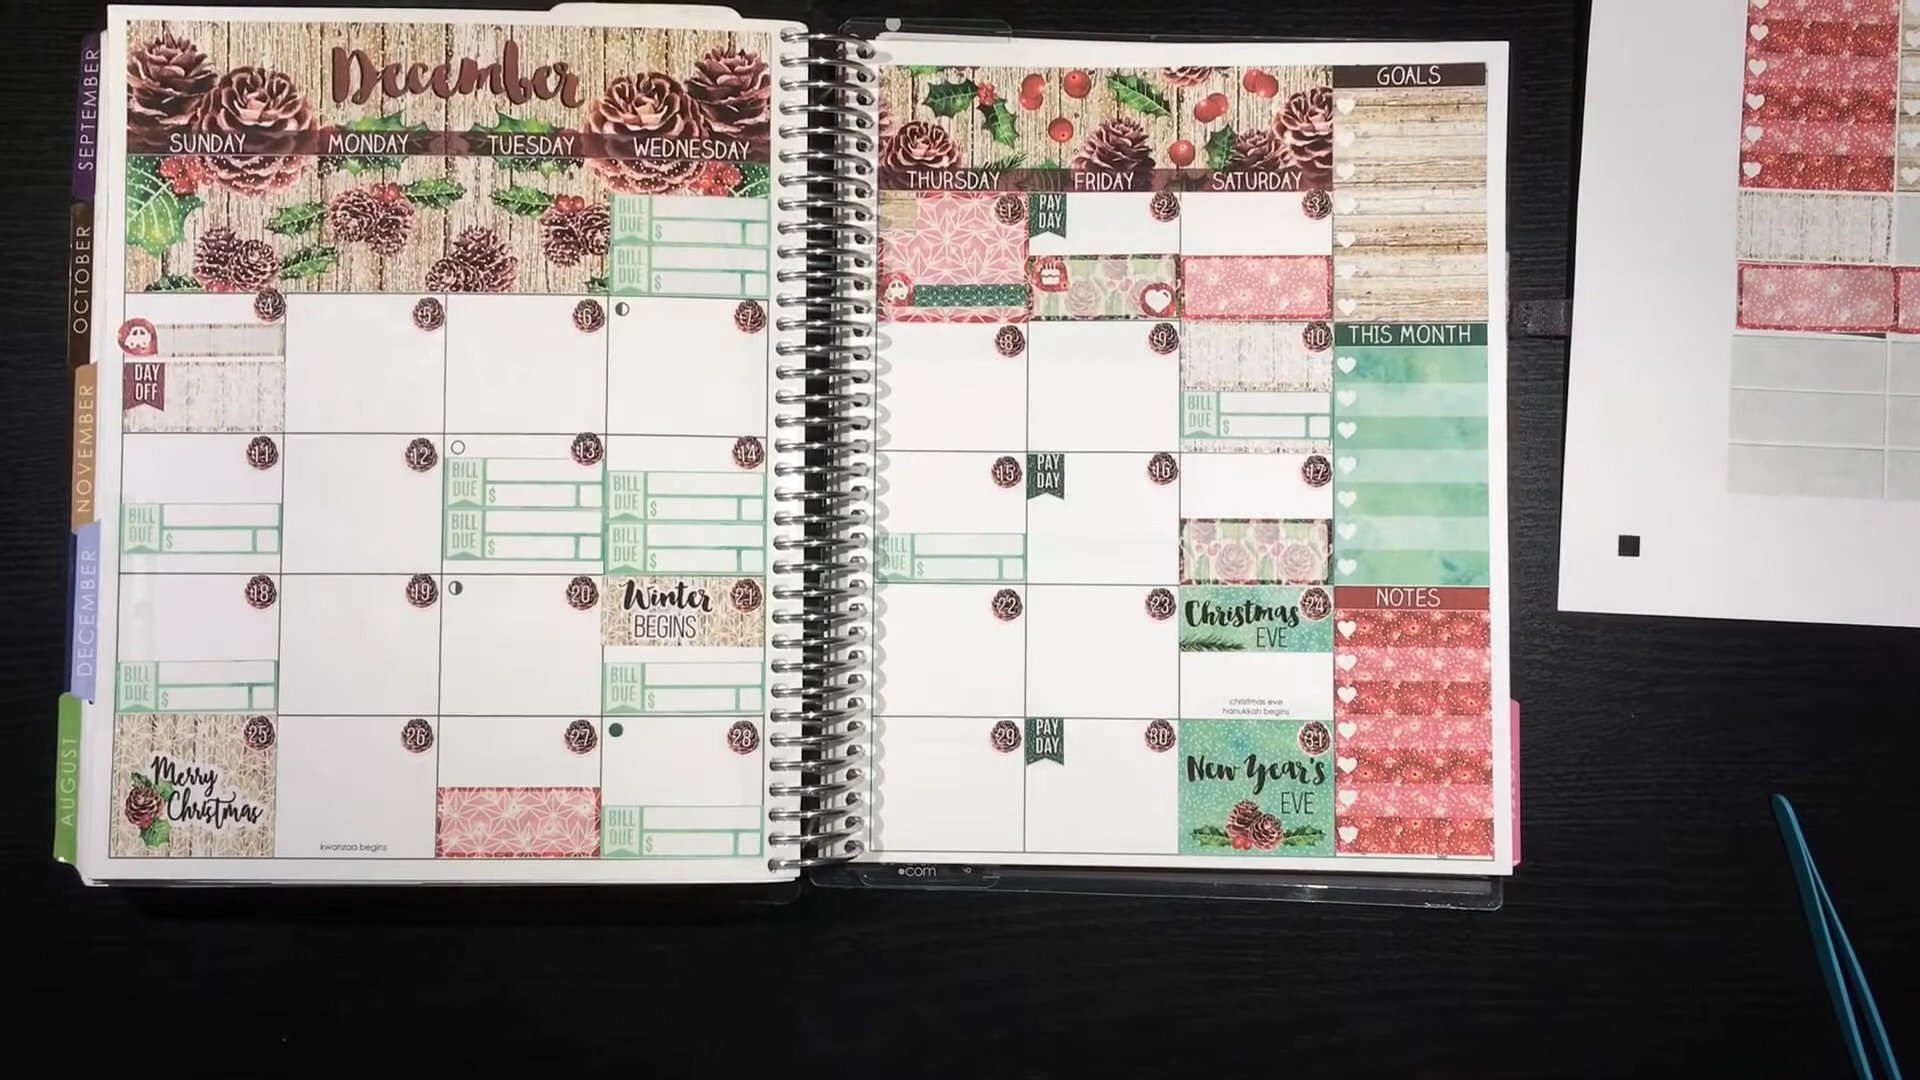 December
SUNDAY MONDAY TUESDAY WEDNESDAY THURSDAY FRIDAY SATURDAY
GOALS
SEPTEMBER
OCTOBER
NOVEMBER
DECEMBER
AUGUST
BILL DUE $
BILL DUE $
1
PAY DAY 2
3
4
DAY OFF
5
6
7
8
9
10
BILL DUE $
THIS MONTH
11
BILL DUE $
12
13
BILL DUE $
BILL DUE $
14
BILL DUE $
BILL DUE $
15
BILL DUE $
PAY DAY 16
17
18
BILL DUE $
19
20
Winter 21
BEGINS
BILL DUE $
22
23
Christmas 24
EVE
christmas eve
hanukkah begins
NOTES
25
Merry
Christmas
26
kwanzaa begins
27
28
BILL DUE $
29
PAY DAY 30
31
New Year's
EVE
.com